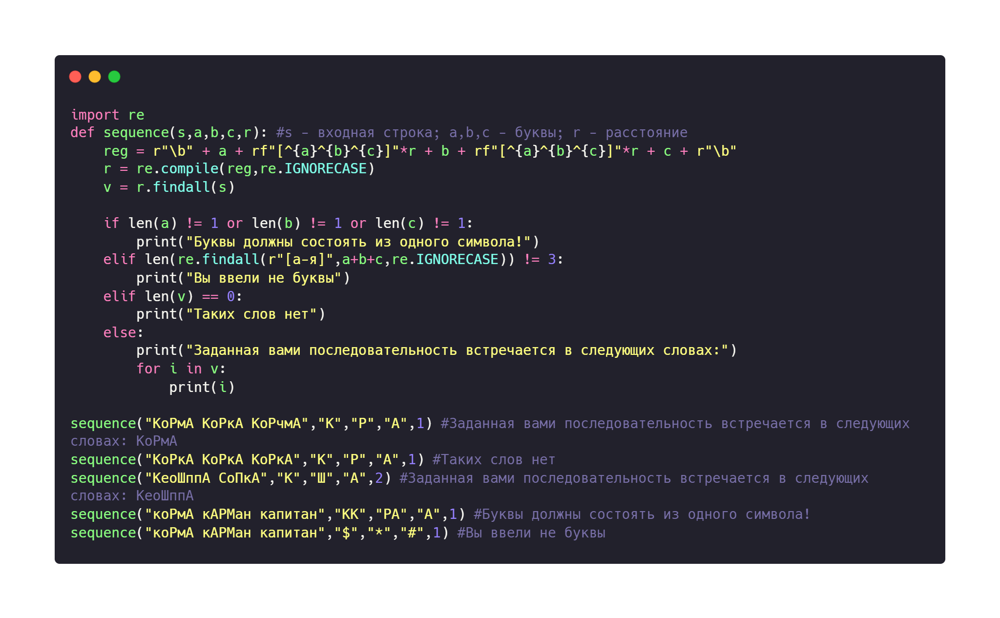 import re
def sequence(s,a,b,c,r): #s - входная строка; a,b,c - буквы; r - расстояние
    reg = r"\b" + a + rf"[^{a}^{b}^{c}]"*r + b + rf"[^{a}^{b}^{c}]"*r + c + r"\b"
    r = re.compile(reg,re.IGNORECASE)
    v = r.findall(s)

    if len(a) != 1 or len(b) != 1 or len(c) != 1:
        print("Буквы должны состоять из одного символа!")
    elif len(re.findall(r"[а-я]",a+b+c,re.IGNORECASE)) != 3:
        print("Вы ввели не буквы")
    elif len(v) == 0:
        print("Таких слов нет")
    else:
        print("Заданная вами последовательность встречается в следующих словах:")
        for i in v:
            print(i)

sequence("КоРмА КоРкА КоРчмА","К","Р","А",1) #Заданная вами последовательность встречается в следующих
словах: КоРмА
sequence("КоРкА КоРкА КоРкА","К","Р","А",1) #Таких слов нет
sequence("КеоШппА СоПкА","К","Ш","А",2) #Заданная вами последовательность встречается в следующих
словах: КеоШппА
sequence("коРмА кАРМан капитан","КК","РА","А",1) #Буквы должны состоять из одного символа!
sequence("коРмА кАРМан капитан","$","*","#",1) #Вы ввели не буквы